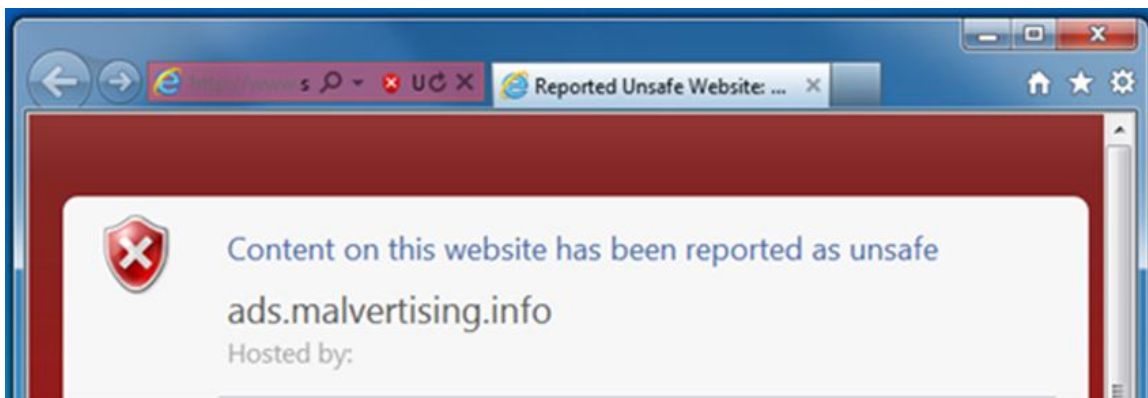 s U
Reported Unsafe Website: ...
Content on this website has been reported as unsafe
ads.malvertising.info
Hosted by: